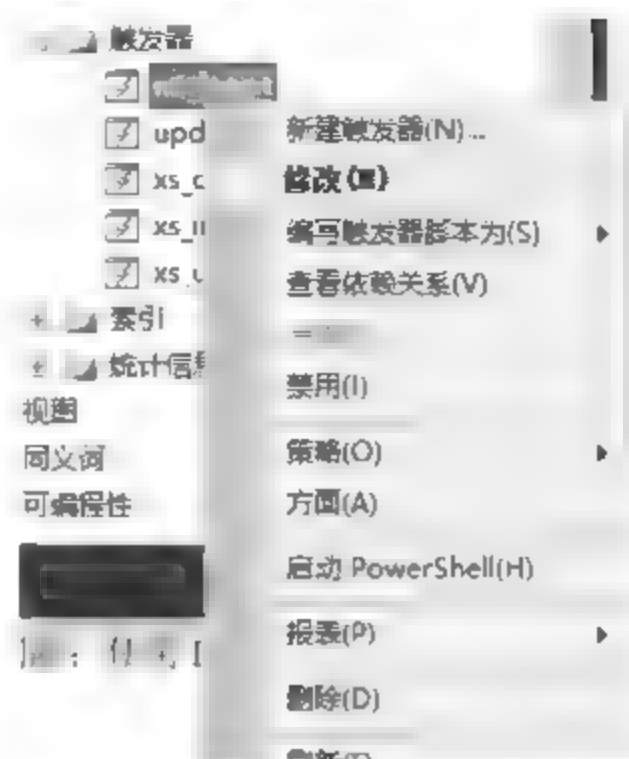 触发器
upd
xs_c
xs_u
索引
统计信息
视图
同义词
可编程性
新建触发器(N)...
修改(M)
编写触发器脚本为(S)
查看依赖关系(V)
禁用(I)
策略(O)
方面(A)
启动 PowerShell(H)
报表(P)
删除(D)